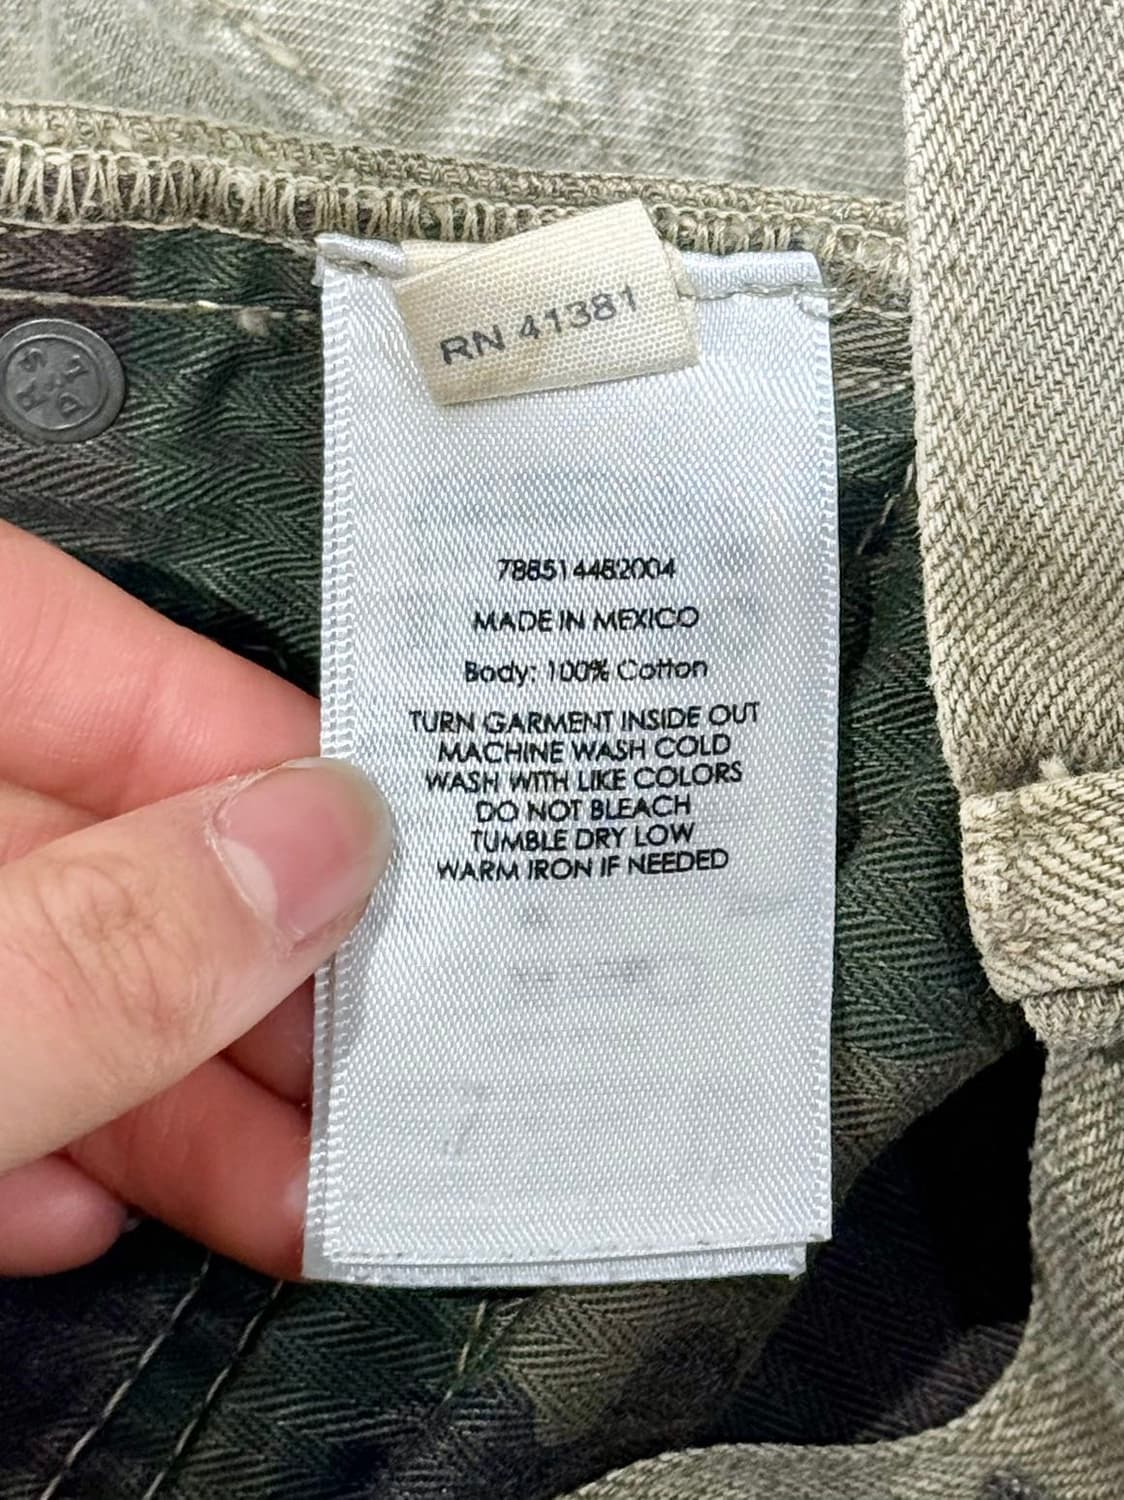 RN 41381
788514482004
MADE IN MEXICO
Body: 100% Cotton
TURN GARMENT INSIDE OUT
MACHINE WASH COLD
WASH WITH LIKE COLORS
DO NOT BLEACH
TUMBLE DRY LOW
WARM IRON IF NEEDED